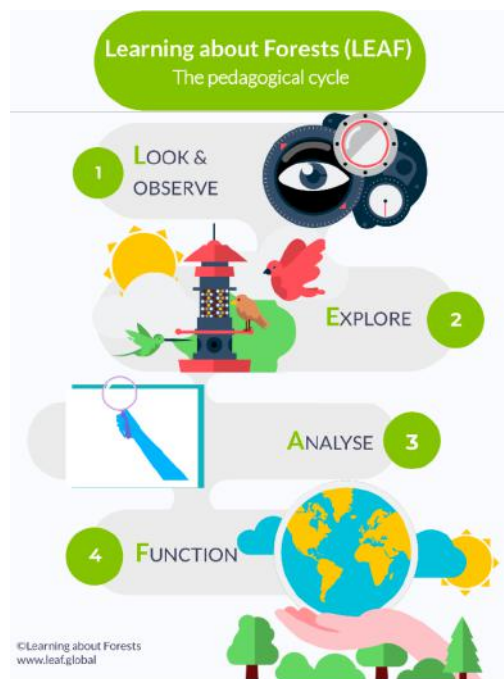 Learning about Forests (LEAF)
The pedagogical cycle
1
LOOK &
OBSERVE
EXPLORE
2
ANALYSE
3
4
FUNCTION
©Learning about Forests
www.leaf.global